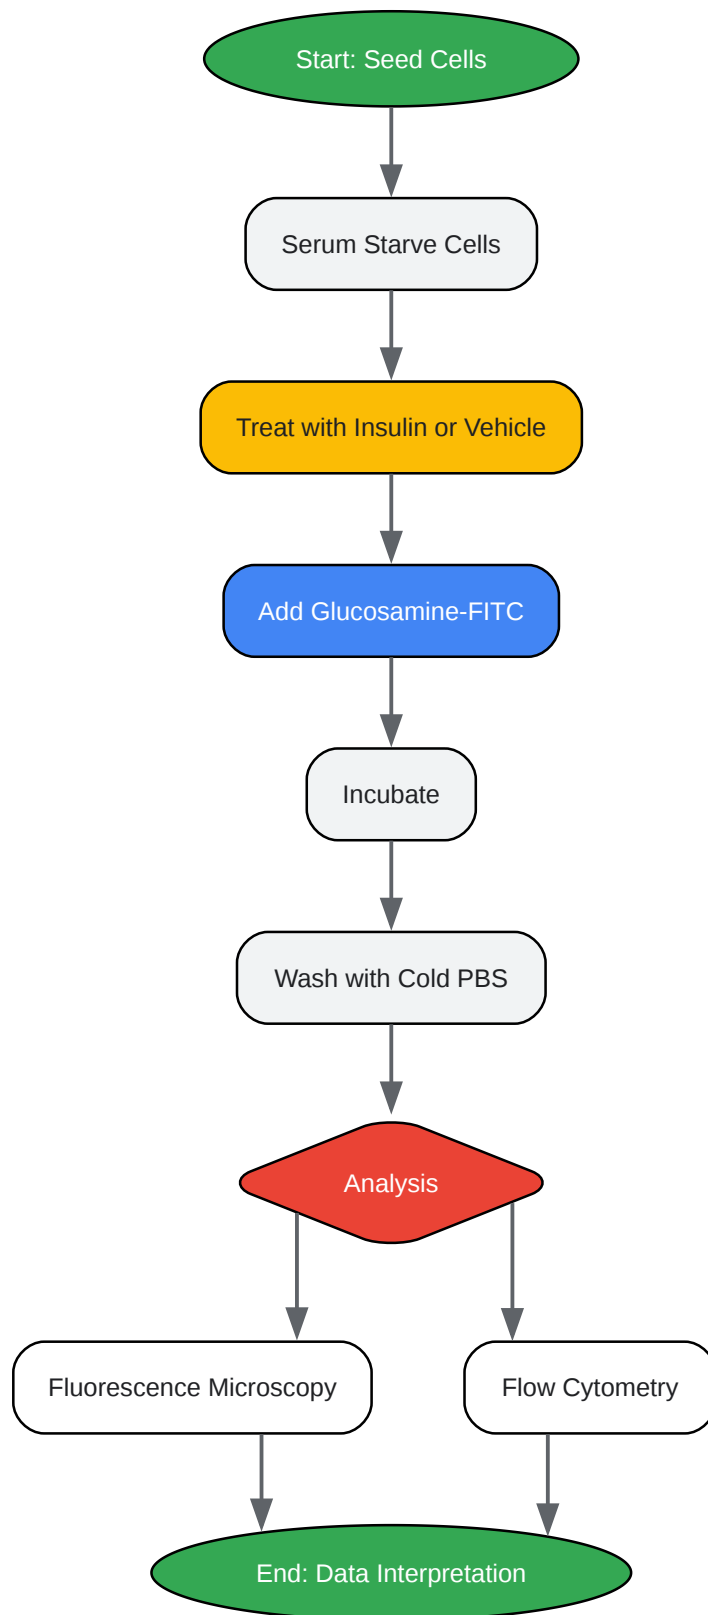 Start: Seed Cells
Serum Starve Cells
Treat with Insulin or Vehicle
Add Glucosamine-FITC
Incubate
Wash with Cold PBS
Analysis
Fluorescence Microscopy
Flow Cytometry
End: Data Interpretation